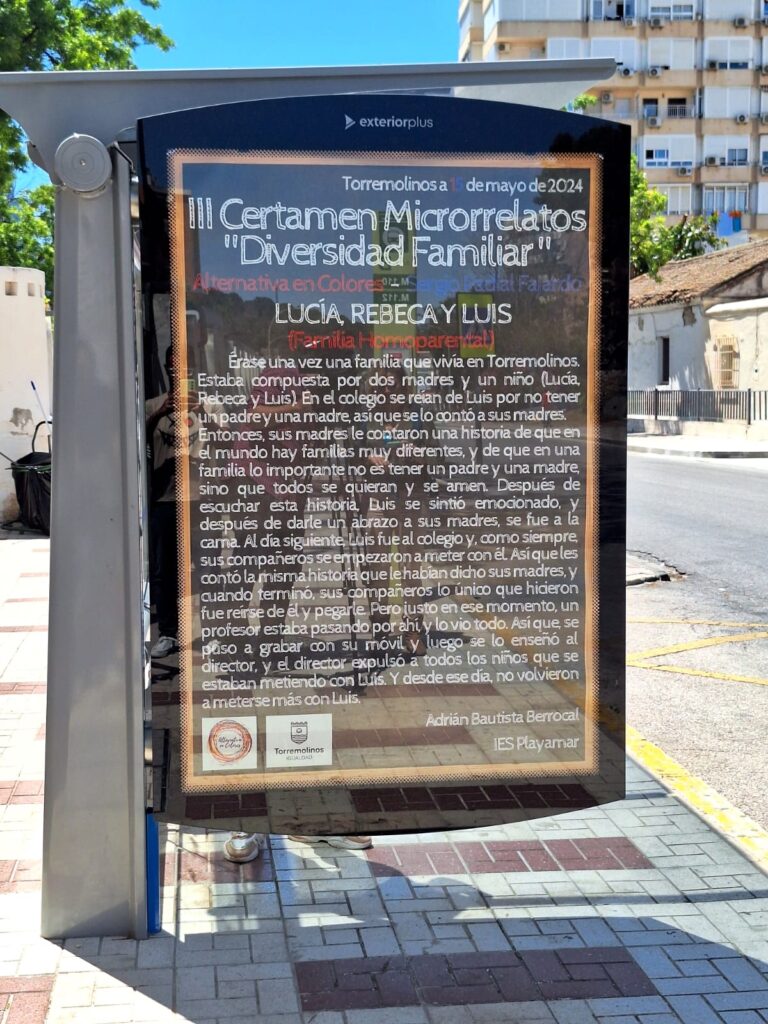 exteriorplus
Torremolinos a 15 de mayo de 2024
III Certamen Microrrelatos
"Diversidad Familiar"
Alternativa en Colores
LUCÍA, REBECA Y LUIS
(Familia Homoparental)
Érase una vez una familia que vivía en Torremolinos.
Estaba compuesta por dos madres y un niño (Lucía,
Rebeca y Luis). En el colegio se reían de Luis por no tener
un padre y una madre, así que se lo contó a sus madres.
Entonces, sus madres le contaron una historia de que en
el mundo hay familias muy diferentes, y de que en una
familia lo importante no es tener un padre y una madre,
sino que todos se quieran y se amen. Después de
escuchar esta historia, Luis se sintió emocionado, y
después de darle un abrazo a sus madres, se fue a la
cama. Al día siguiente, Luis fue al colegio y, como siempre,
sus compañeros se empezaron a meter con él. Así que les
contó la misma historia que le habían dicho sus madres, y
cuando terminó, sus compañeros lo único que hicieron
fue reírse de él y pegarle. Pero justo en ese momento, un
profesor estaba pasando por ahí y lo vio todo. Así que, se
puso a grabar con su móvil y luego se lo enseñó al
director, y el director expulsó a todos los niños que se
estaban metiendo con Luis. Y desde ese día, no volvieron
a meterse más con Luis.
Adrián Bautista Berrocal
IES Playamar
Alternativa en Colores
Torremolinos
IGUALDAD
M 110
M 112